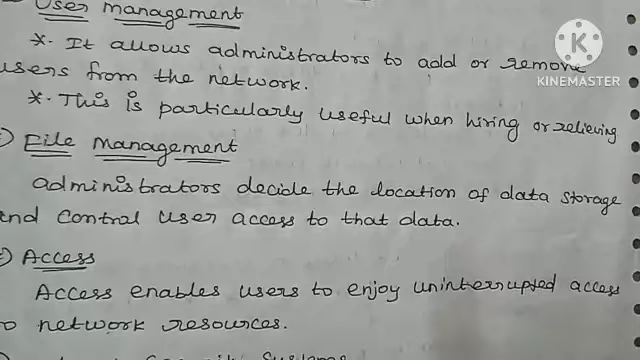 User management
*. It allows administrators to add or remove
users from the network.
*. This is particularly useful when hiring or relieving
File management
administrators decide the location of data storage
and control user access to that data.
Access
Access enables users to enjoy uninterrupted access
to network resources.
K
KINEMASTER